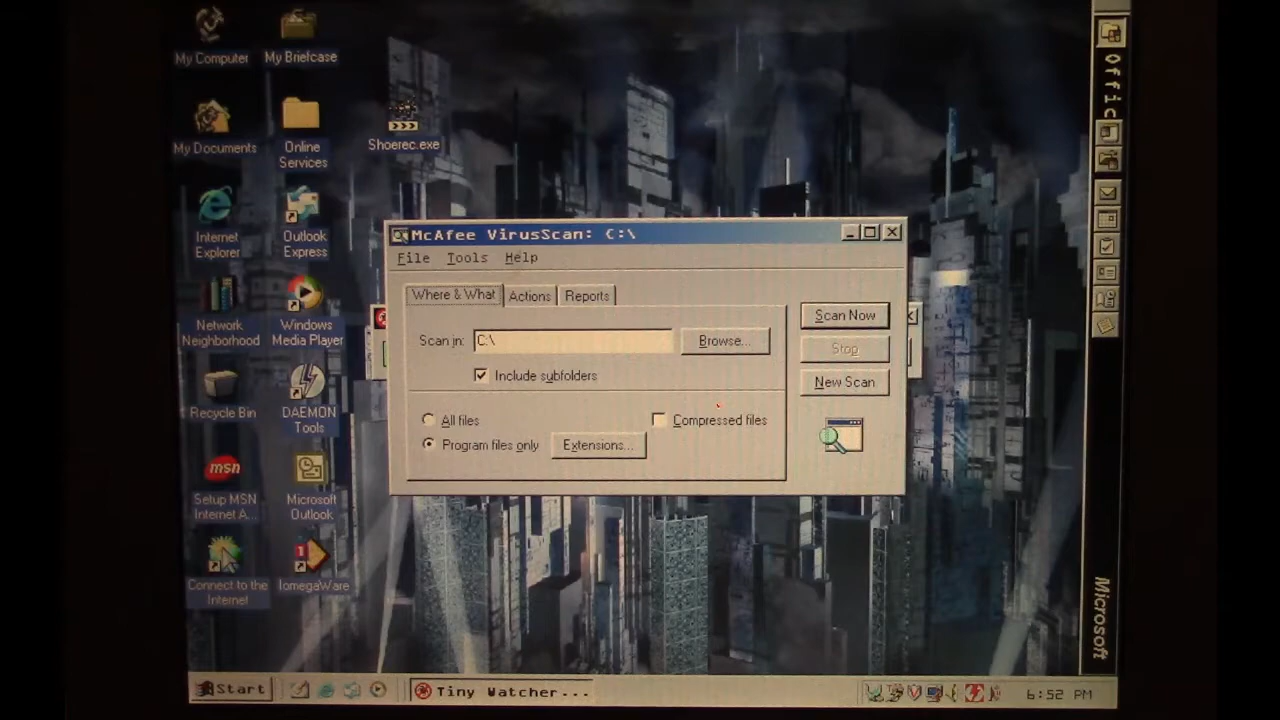 My Computer
My Briefcase
My Documents
Online
Services
Shoerec.exe
Internet
Explorer
Outlook
Express
Network
Neighborhood
Windows
Media Player
Recycle Bin
DAEMON
Tools
msn
Setup MSN
Internet A...
Microsoft
Outlook
Connect to the
Internet
IomegaWare
McAfee VirusScan: C:\
File Tools Help
Where & What Actions Reports
Scan in: C:\ Browse...
Include subfolders
All files
Compressed files
Program files only Extensions...
Scan Now
Stop
New Scan
Offic
Microsoft
Start
Tiny Watcher...
6:52 PM